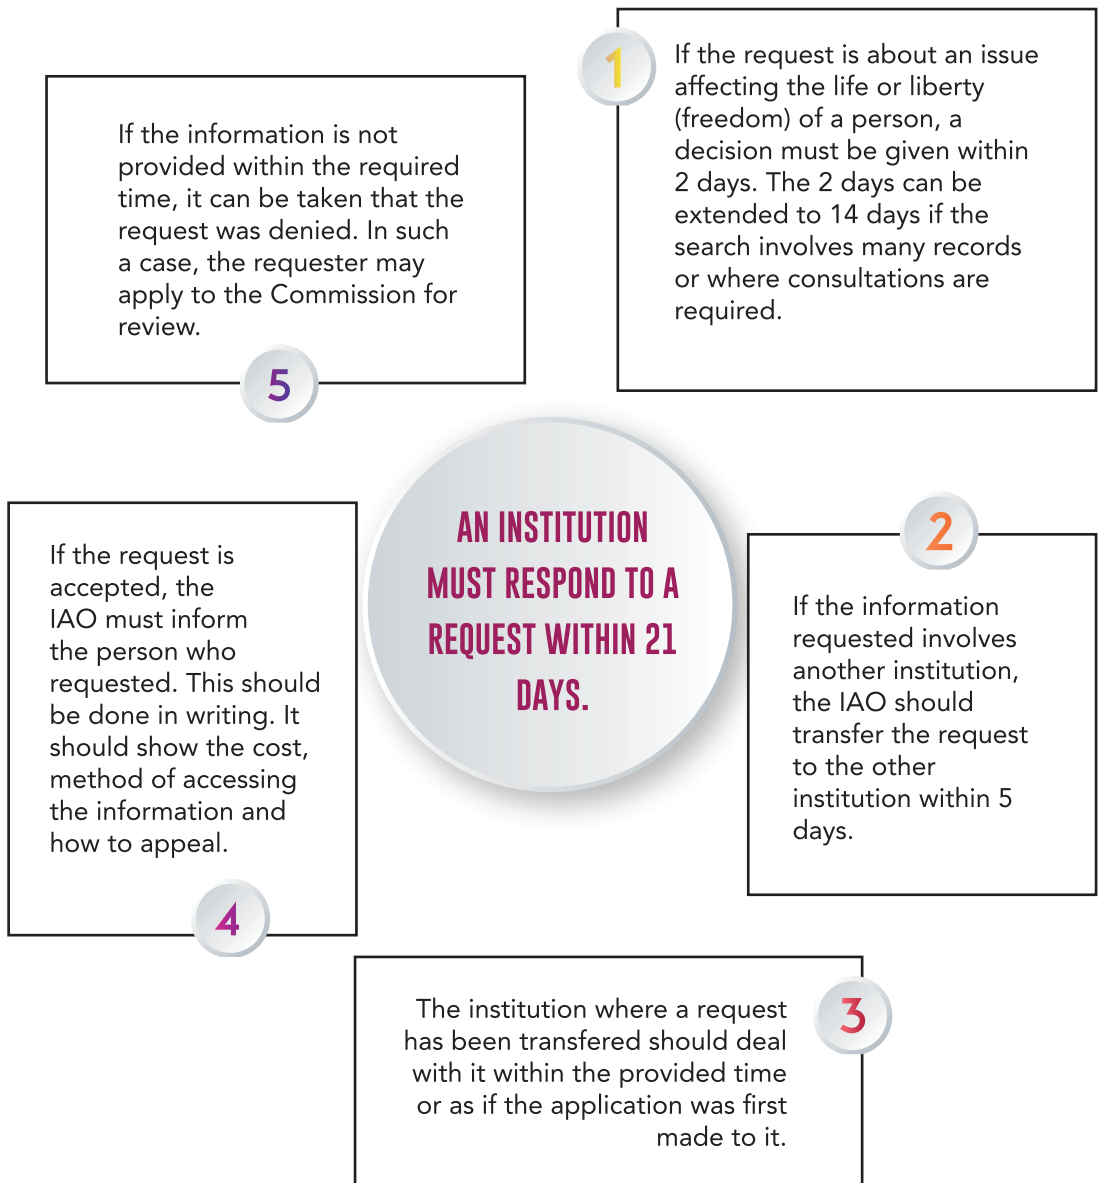 AN INSTITUTION
MUST RESPOND TO A
REQUEST WITHIN 21
DAYS.
1
If the request is about an issue
affecting the life or liberty
(freedom) of a person, a
decision must be given within
2 days. The 2 days can be
extended to 14 days if the
search involves many records
or where consultations are
required.
2
If the information
requested involves
another institution,
the IAO should
transfer the request
to the other
institution within 5
days.
3
The institution where a request
has been transfered should deal
with it within the provided time
or as if the application was first
made to it.
4
If the request is
accepted, the
IAO must inform
the person who
requested. This should
be done in writing. It
should show the cost,
method of accessing
the information and
how to appeal.
5
If the information is not
provided within the required
time, it can be taken that the
request was denied. In such
a case, the requester may
apply to the Commission for
review.